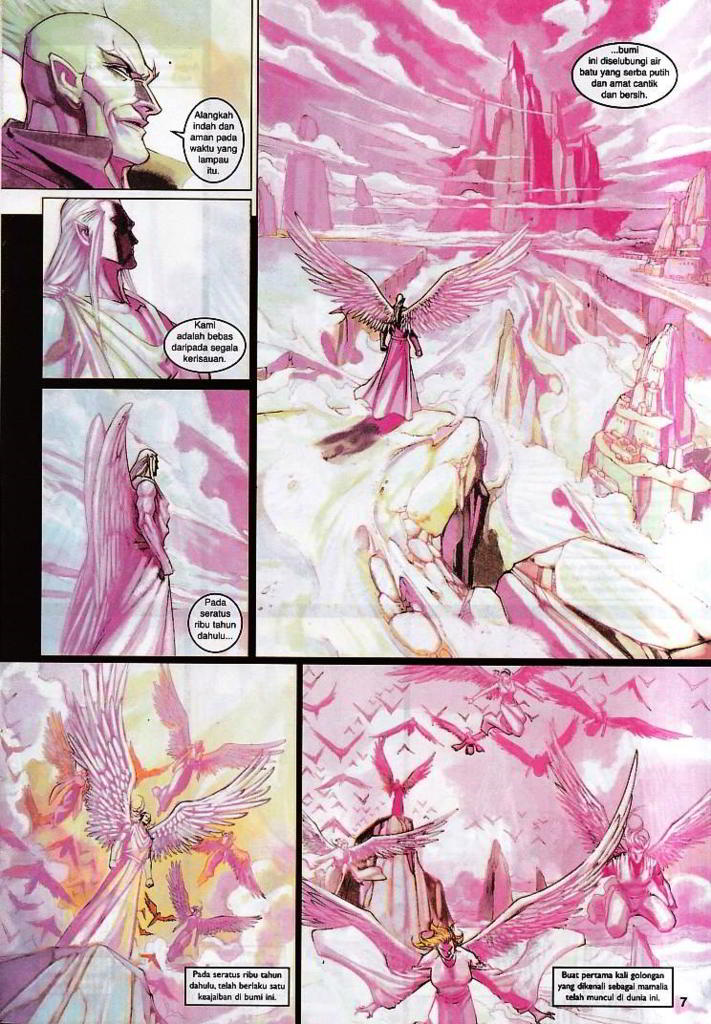 Alangkah
indah dan
aman pada
waktu yang
lampau
itu.
Kami
adalah bebas
daripada segala
kerisauan.
Pada
seratus
ribu tahun
dahulu...
...bumi
ini diselubungi air
batu yang serba putih
dan amat cantik
dan bersih.
Pada seratus ribu tahun
dahulu, telah berlaku satu
keajaiban di bumi ini.
Buat pertama kali golongan
yang dikenali sebagai mamalia
telah muncul di dunia ini.
7